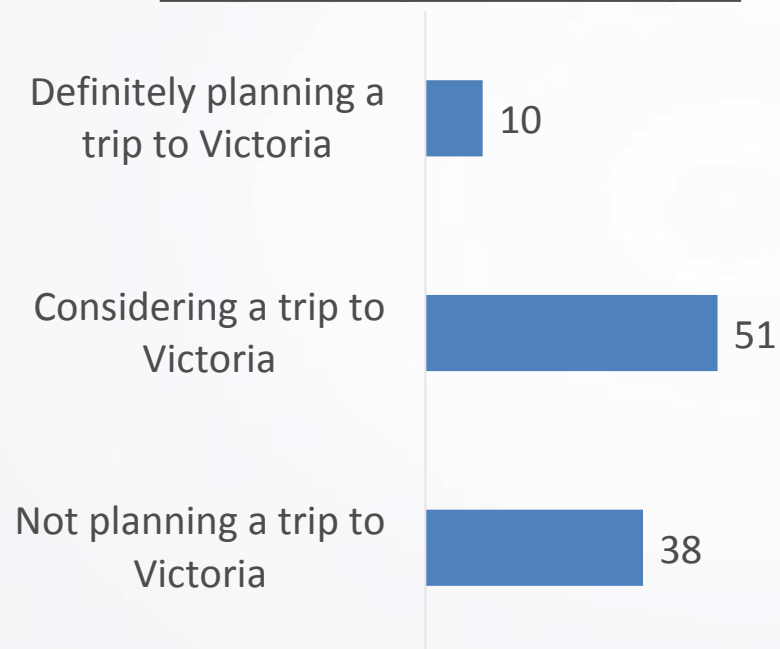 Definitely planning a
trip to Victoria
10
Considering a trip to
Victoria
51
Not planning a trip to
Victoria
38